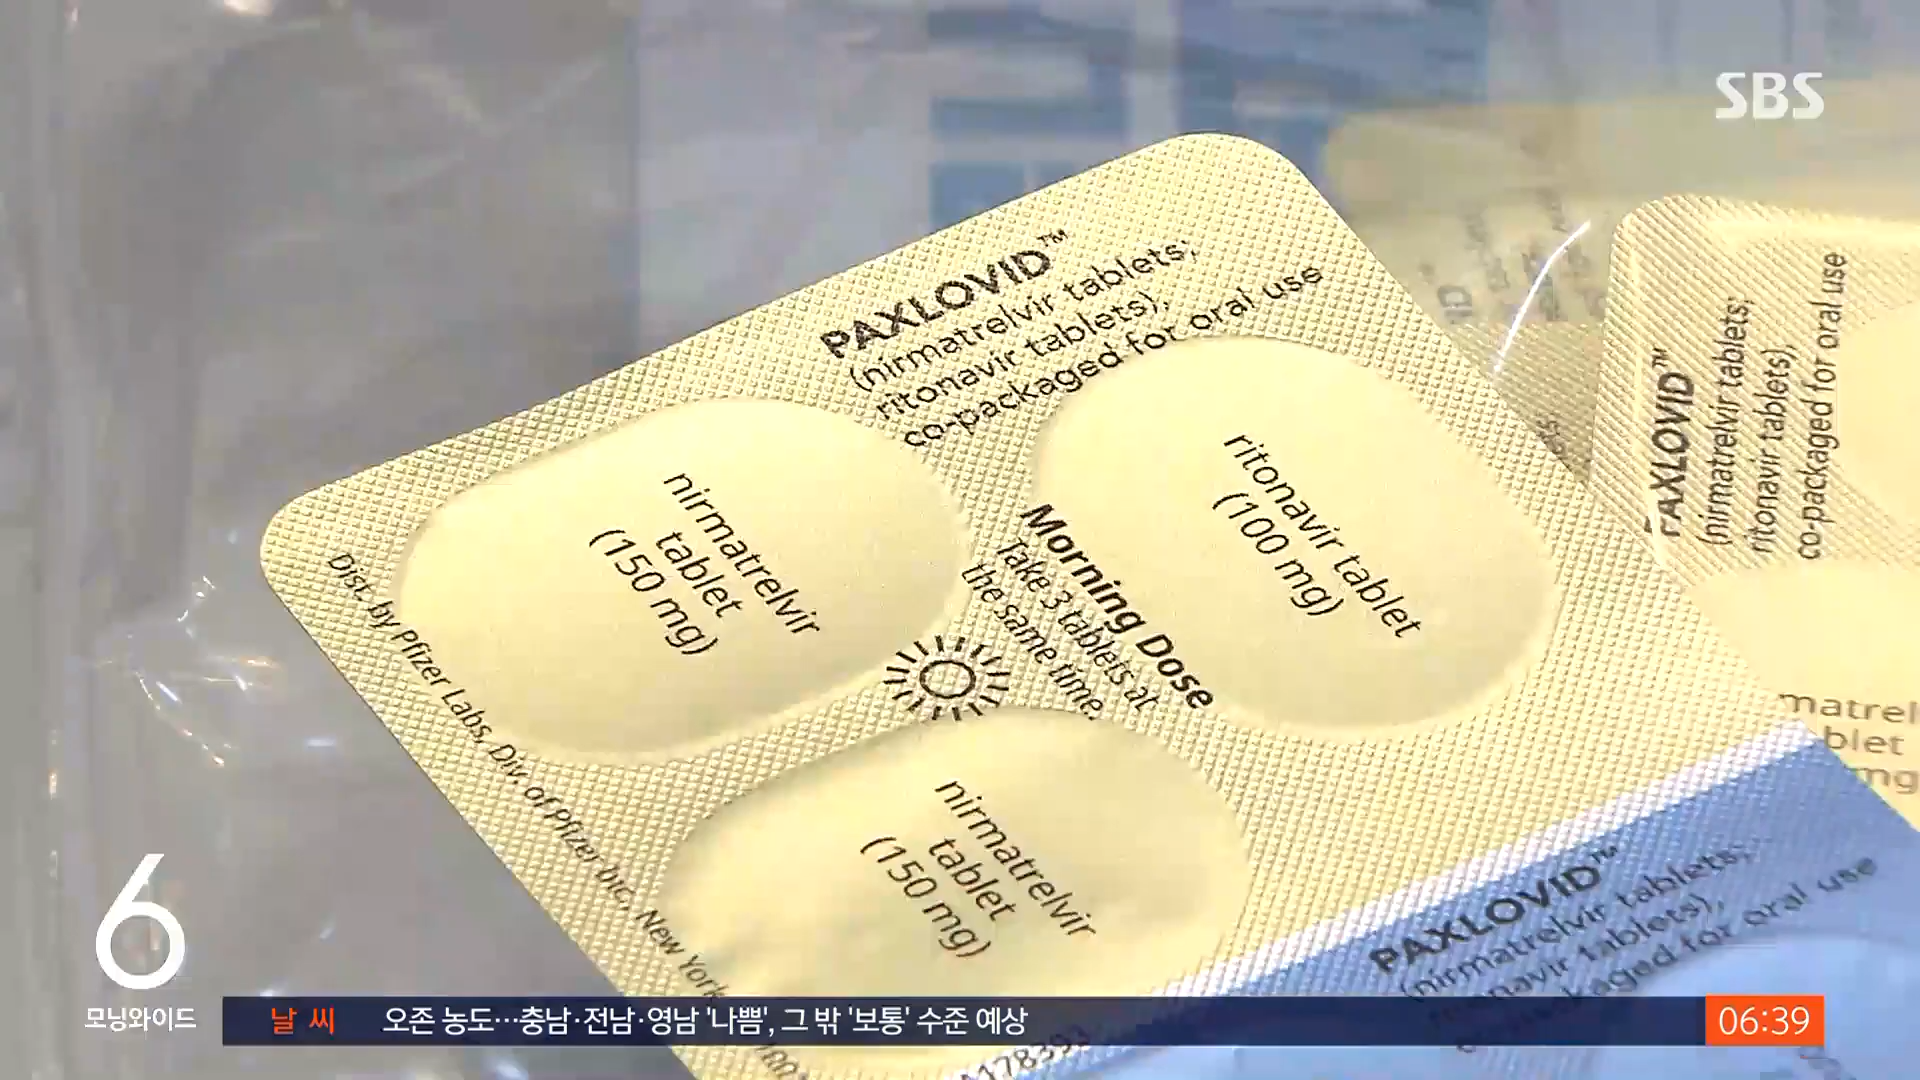 SBS
PAXLOVID™
(nirmatrelvir tablets;
ritonavir tablets),
co-packaged for oral use
nirmatrelvir
tablet
(150 mg)
ritonavir tablet
(100 mg)
Morning Dose
Take 3 tablets at
the same time.
nirmatrelvir
tablet
(150 mg)
Dist. by Pfizer Labs, Div. of Pfizer Inc., New York
PAXLOVID™
(nirmatrelvir tablets;
ritonavir tablets),
co-packaged for oral use
PAXLOVID™
(nirmatrelvir tablets;
tablets),
for oral use
6
모닝와이드
날씨 오존 농도…충남·전남·영남 '나쁨', 그 밖 '보통' 수준 예상 06:39